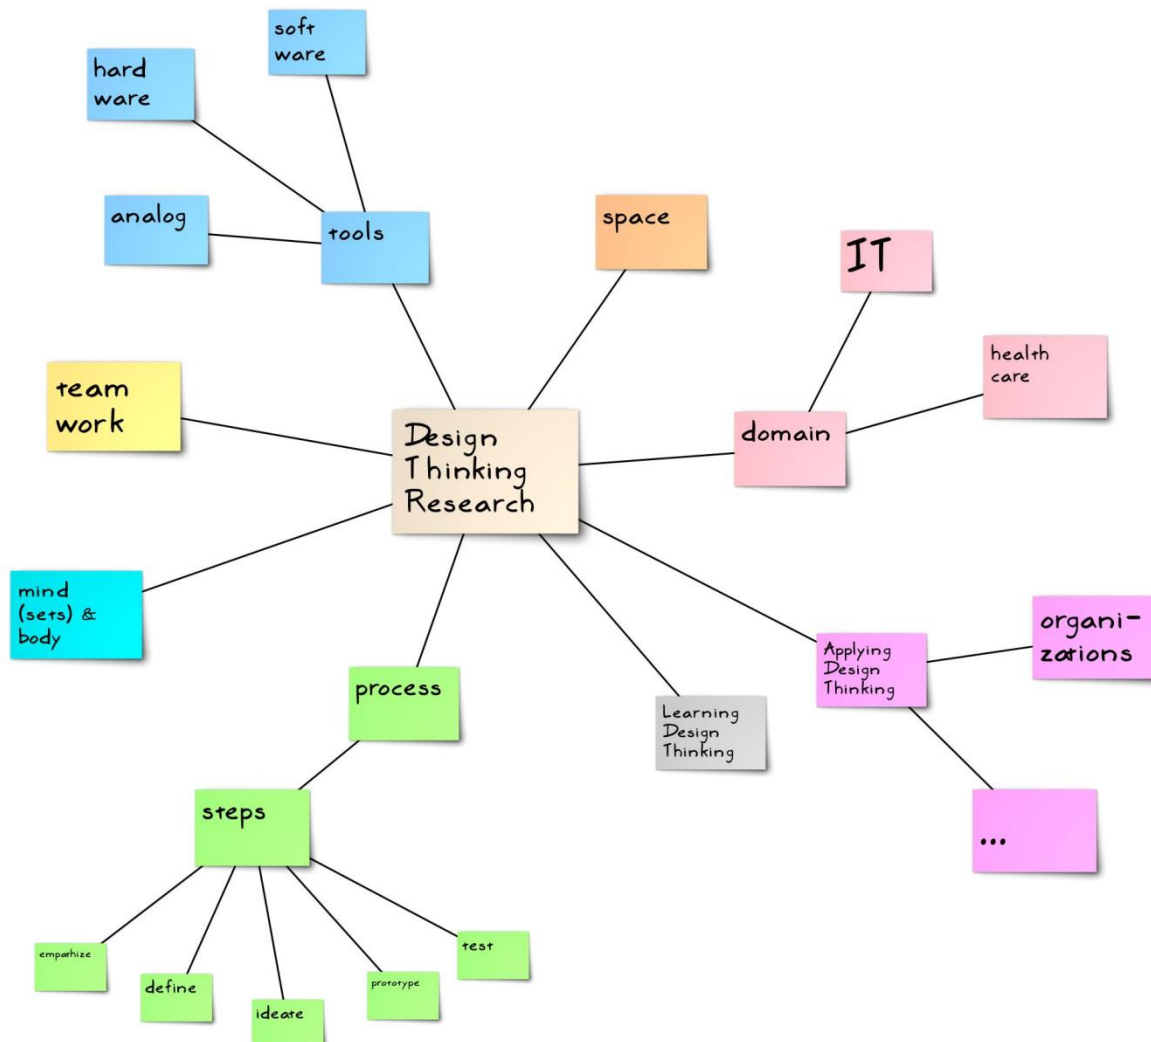 soft
ware
hard
ware
analog
tools
space
IT
health
care
domain
team
work
Design
Thinking
Research
mind
(sets) &
body
process
Learning
Design
Thinking
Applying
Design
Thinking
organi-
zations
...
steps
empathize
define
ideate
prototype
test